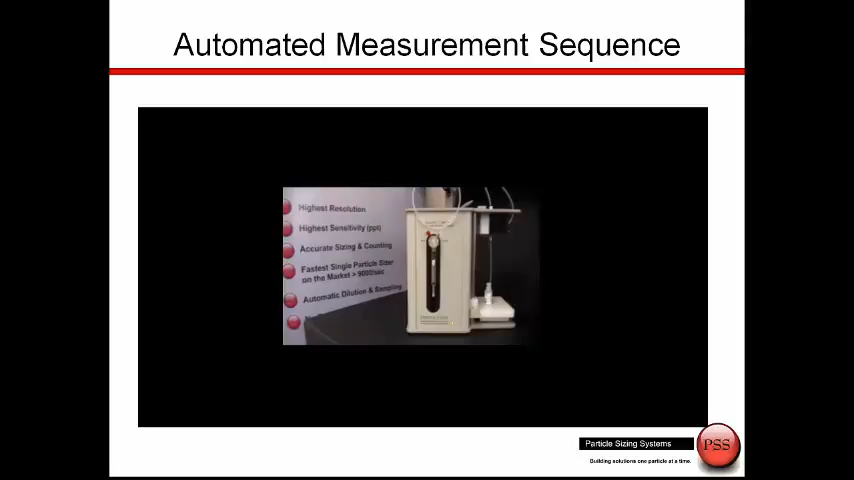 Automated Measurement Sequence
Highest Resolution
Highest Sensitivity (ppt)
Accurate Sizing & Counting
Fastest Single Particle Sizer
on the Market > 9000/sec
Automatic Dilution & Sampling
Particle Sizing Systems
PSS
Building solutions one particle at a time.